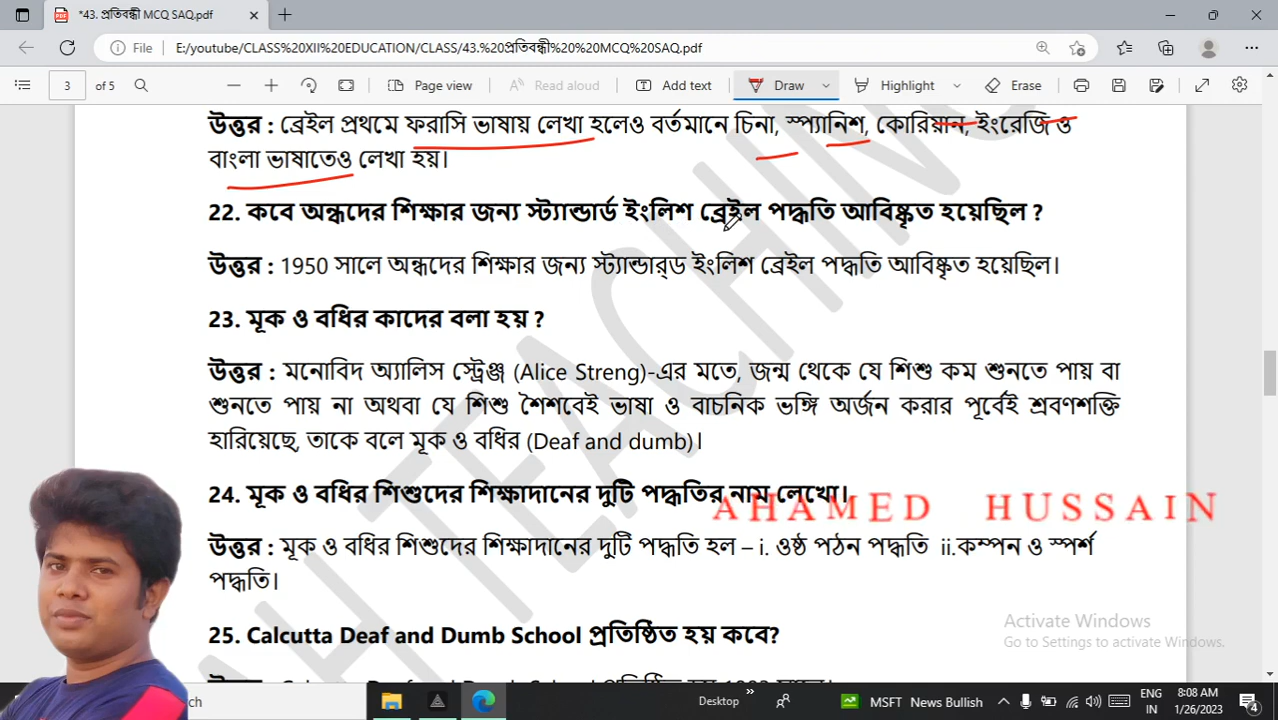 *43. প্রতিবন্ধী MCQ SAQ.pdf
File E:/youtube/CLASS%20XII%20EDUCATION/CLASS/43.%20প্রতিবন্ধী%20%20MCQ%20SAQ.pdf
3 of 5 Page view Read aloud Add text Draw Highlight Erase
উত্তর : ব্রেইল প্রথমে ফরাসি ভাষায় লেখা হলেও বর্তমানে চিনা, স্প্যানিশ, কোরিয়ান, ইংরেজি ও
বাংলা ভাষাতেও লেখা হয়।
22. কবে অন্ধদের শিক্ষার জন্য স্ট্যান্ডার্ড ইংলিশ ব্রেইল পদ্ধতি আবিষ্কৃত হয়েছিল ?
উত্তর : 1950 সালে অন্ধদের শিক্ষার জন্য স্ট্যান্ডার্ড ইংলিশ ব্রেইল পদ্ধতি আবিষ্কৃত হয়েছিল।
23. মূক ও বধির কাদের বলা হয় ?
উত্তর : মনোবিদ অ্যালিস স্ট্রেঞ্জ (Alice Streng)-এর মতে, জন্ম থেকে যে শিশু কম শুনতে পায় বা
শুনতে পায় না অথবা যে শিশু শৈশবেই ভাষা ও বাচনিক ভঙ্গি অর্জন করার পূর্বেই শ্রবণশক্তি
হারিয়েছে, তাকে বলে মূক ও বধির (Deaf and dumb)।
24. মূক ও বধির শিশুদের শিক্ষাদানের দুটি পদ্ধতির নাম লেখো।
AHAMED HUSSAIN
উত্তর : মূক ও বধির শিশুদের শিক্ষাদানের দুটি পদ্ধতি হল – i. ওষ্ঠ পঠন পদ্ধতি ii.কম্পন ও স্পর্শ
পদ্ধতি।
Activate Windows
25. Calcutta Deaf and Dumb School প্রতিষ্ঠিত হয় কবে?
Go to Settings to activate Windows.
Desktop MSFT News Bullish ENG 8:08 AM
IN 1/26/2023 4